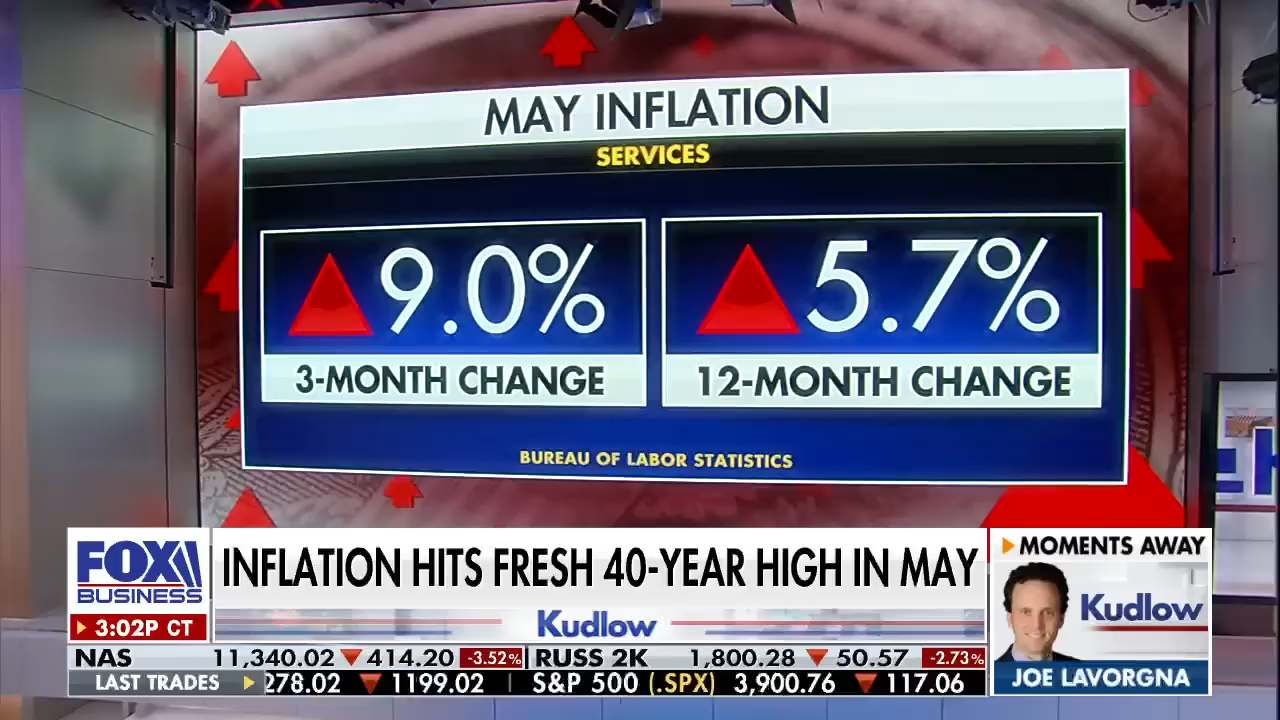 MAY INFLATION
SERVICES
9.0%
3-MONTH CHANGE
5.7%
12-MONTH CHANGE
BUREAU OF LABOR STATISTICS
FOX
BUSINESS
3:02P CT
INFLATION HITS FRESH 40-YEAR HIGH IN MAY
Kudlow
MOMENTS AWAY
Kudlow
JOE LAVORGNA
NAS 11,340.02 414.20 -3.52% RUSS 2K 1,800.28 50.57 -2.73%
LAST TRADES 278.02 1199.02 S&P 500 (.SPX) 3,900.76 117.06